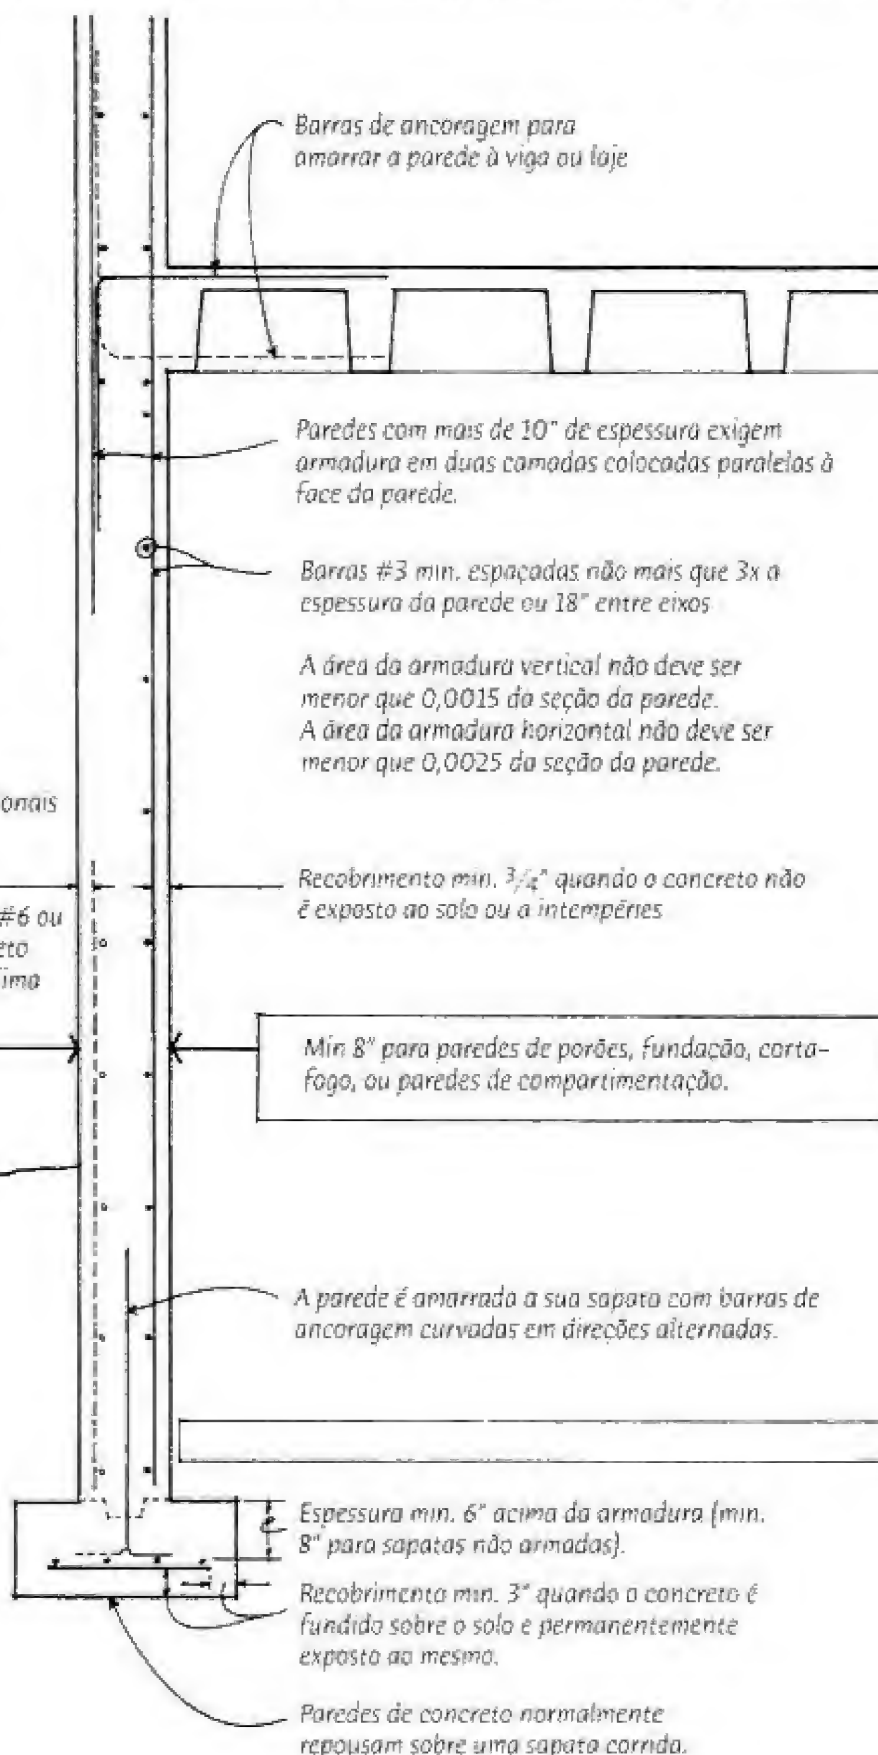 Barras de ancoragem para
amarrar a parede à viga ou laje
Paredes com mais de 10" de espessura exigem
armadura em duas camadas colocadas paralelas à
face da parede.
Barras #3 min. espaçadas não mais que 3x a
espessura da parede ou 18" entre eixos
A área da armadura vertical não deve ser
menor que 0,0015 da seção da parede.
A área da armadura horizontal não deve ser
menor que 0,0025 da seção da parede.
onais
Recobrimento min. 3/4" quando o concreto não
é exposto ao solo ou a intempéries
#6 ou
eto
ima
Min 8" para paredes de porões, fundação, corta-
fogo, ou paredes de compartimentação.
A parede é amarrada a sua sapata com barras de
ancoragem curvadas em direções alternadas.
Espessura min. 6" acima da armadura (min.
8" para sapatas não armadas).
Recobrimento min. 3" quando o concreto é
fundido sobre o solo e permanentemente
exposto ao mesmo.
Paredes de concreto normalmente
repousam sobre uma sapata corrida.